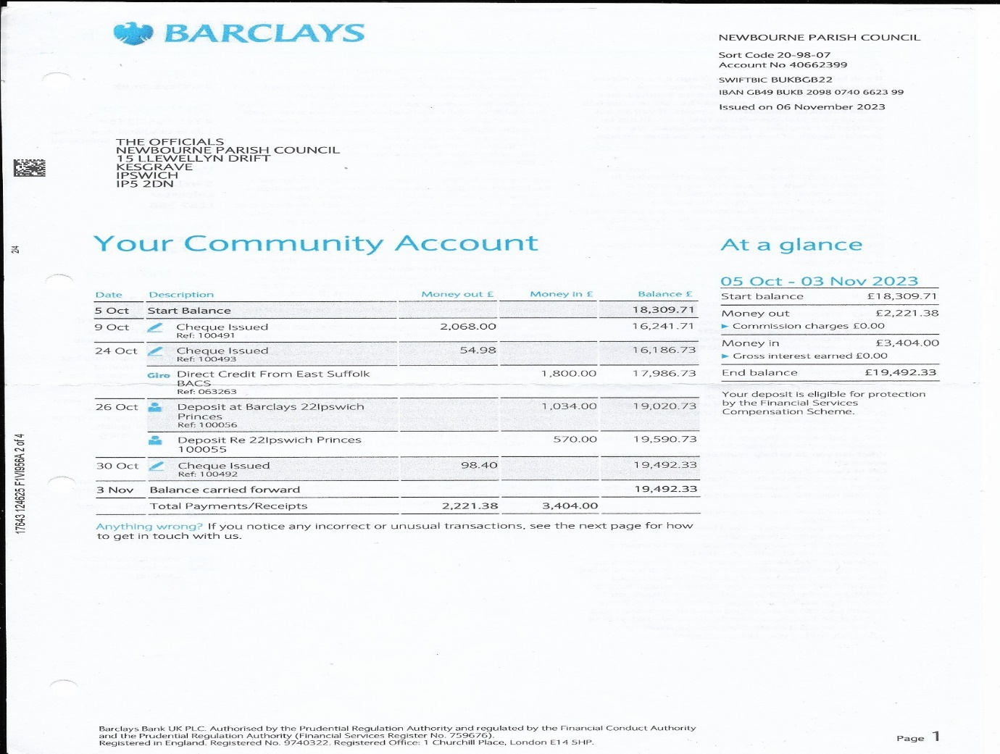 BARCLAYS
NEWBOURNE PARISH COUNCIL
Sort Code 20-98-07
Account No 40662399
SWIFTBIC BUKBGB22
IBAN GB49 BUKB 2098 0740 6623 99
Issued on 06 November 2023
THE OFFICIALS
NEWBOURNE PARISH COUNCIL
15 LLEWELLYN DRIFT
KESGRAVE
IPSWICH
IP5 2DN
2/4
17643 124625 F1VI956A 2 of 4
Your Community Account
Date Description Money out £ Money in £ Balance £
5 Oct Start Balance 18,309.71
9 Oct Cheque Issued 2,068.00 16,241.71
Ref: 100491
24 Oct Cheque Issued 54.98 16,186.73
Ref: 100493
Giro Direct Credit From East Suffolk 1,800.00 17,986.73
BACS
Ref: 063263
26 Oct Deposit at Barclays 22Ipswich 1,034.00 19,020.73
Princes
Ref: 100056
Deposit Re 22Ipswich Princes 570.00 19,590.73
100055
30 Oct Cheque Issued 98.40 19,492.33
Ref: 100492
3 Nov Balance carried forward 19,492.33
Total Payments/Receipts 2,221.38 3,404.00
Anything wrong? If you notice any incorrect or unusual transactions, see the next page for how
to get in touch with us.
At a glance
05 Oct - 03 Nov 2023
Start balance £18,309.71
Money out £2,221.38
► Commission charges £0.00
Money in £3,404.00
► Gross interest earned £0.00
End balance £19,492.33
Your deposit is eligible for protection
by the Financial Services
Compensation Scheme.
Barclays Bank UK PLC. Authorised by the Prudential Regulation Authority and regulated by the Financial Conduct Authority
and the Prudential Regulation Authority (Financial Services Register No. 759676).
Registered in England. Registered No. 9740322. Registered Office: 1 Churchill Place, London E14 5HP.
Page 1